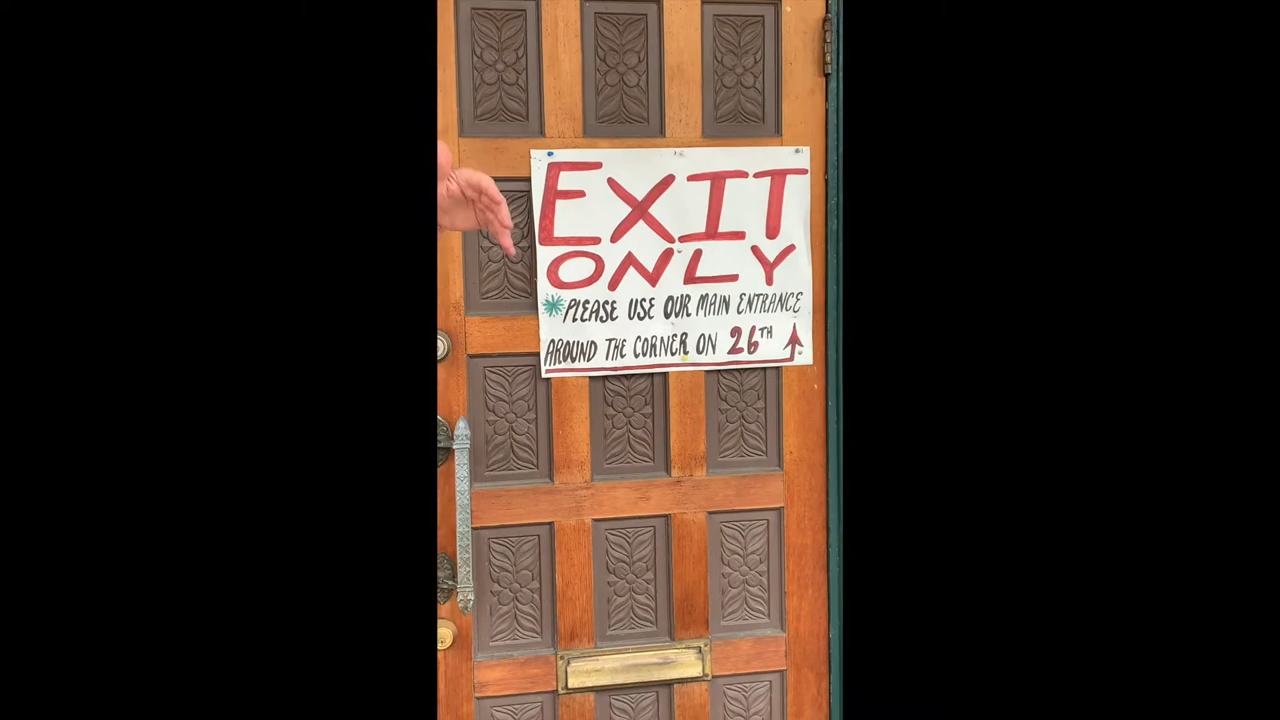 EXIT
ONLY
*PLEASE USE OUR MAIN ENTRANCE
AROUND THE CORNER ON 26TH